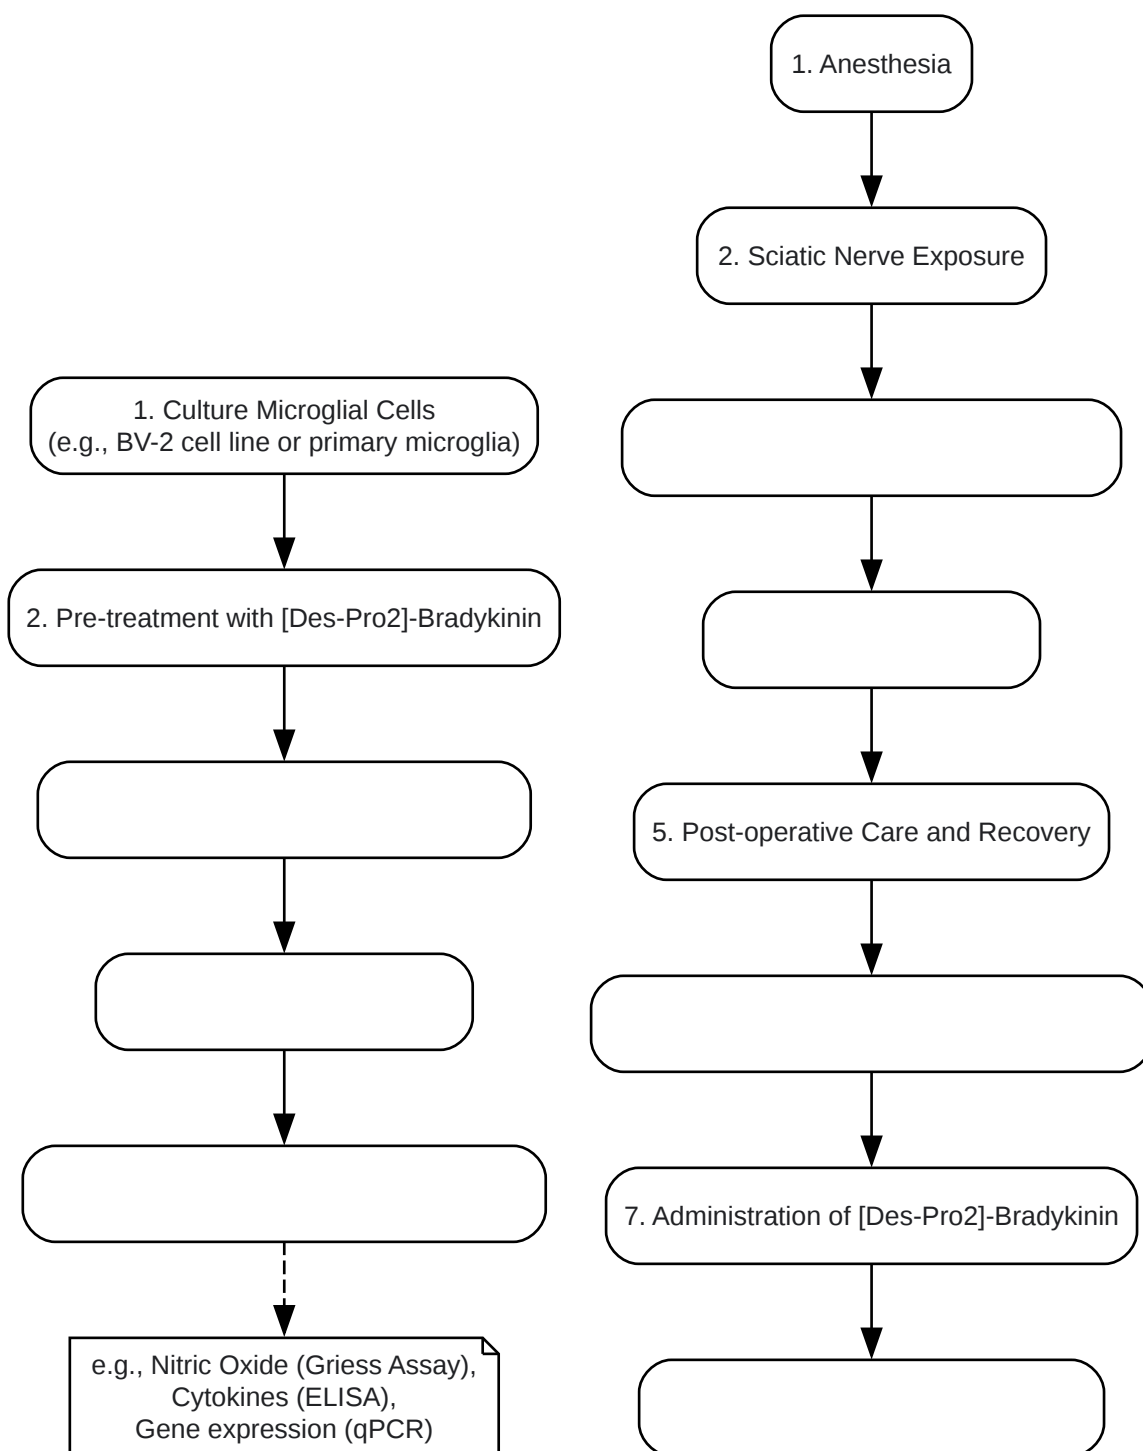 1. Culture Microglial Cells
(e.g., BV-2 cell line or primary microglia)
2. Pre-treatment with [Des-Pro2]-Bradykinin
e.g., Nitric Oxide (Griess Assay),
Cytokines (ELISA),
Gene expression (qPCR)
1. Anesthesia
2. Sciatic Nerve Exposure
5. Post-operative Care and Recovery
7. Administration of [Des-Pro2]-Bradykinin